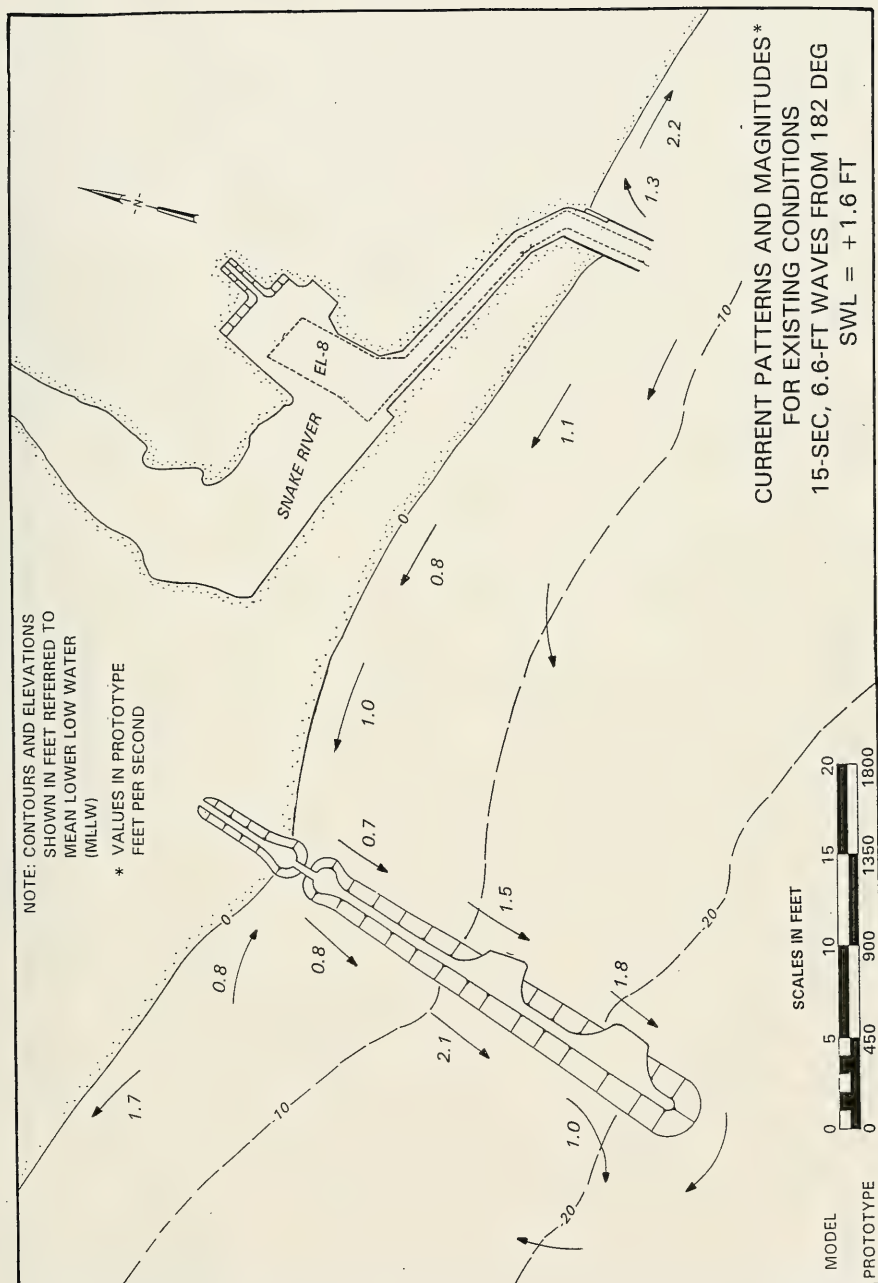 NOTE: CONTOURS AND ELEVATIONS
SHOWN IN FEET REFERRED TO
MEAN LOWER LOW WATER
(MLLW)
* VALUES IN PROTOTYPE
FEET PER SECOND
-N-
EL-8
SNAKE RIVER
0
0
1.7
0.8
0.8
1.0
0.8
1.1
1.3
2.2
0.7
2.1
1.5
1.8
1.0
-10
-10
-20
-20
CURRENT PATTERNS AND MAGNITUDES*
FOR EXISTING CONDITIONS
15-SEC, 6.6-FT WAVES FROM 182 DEG
SWL = +1.6 FT
SCALES IN FEET
MODEL 0 5 10 15 20
PROTOTYPE 0 450 900 1350 1800